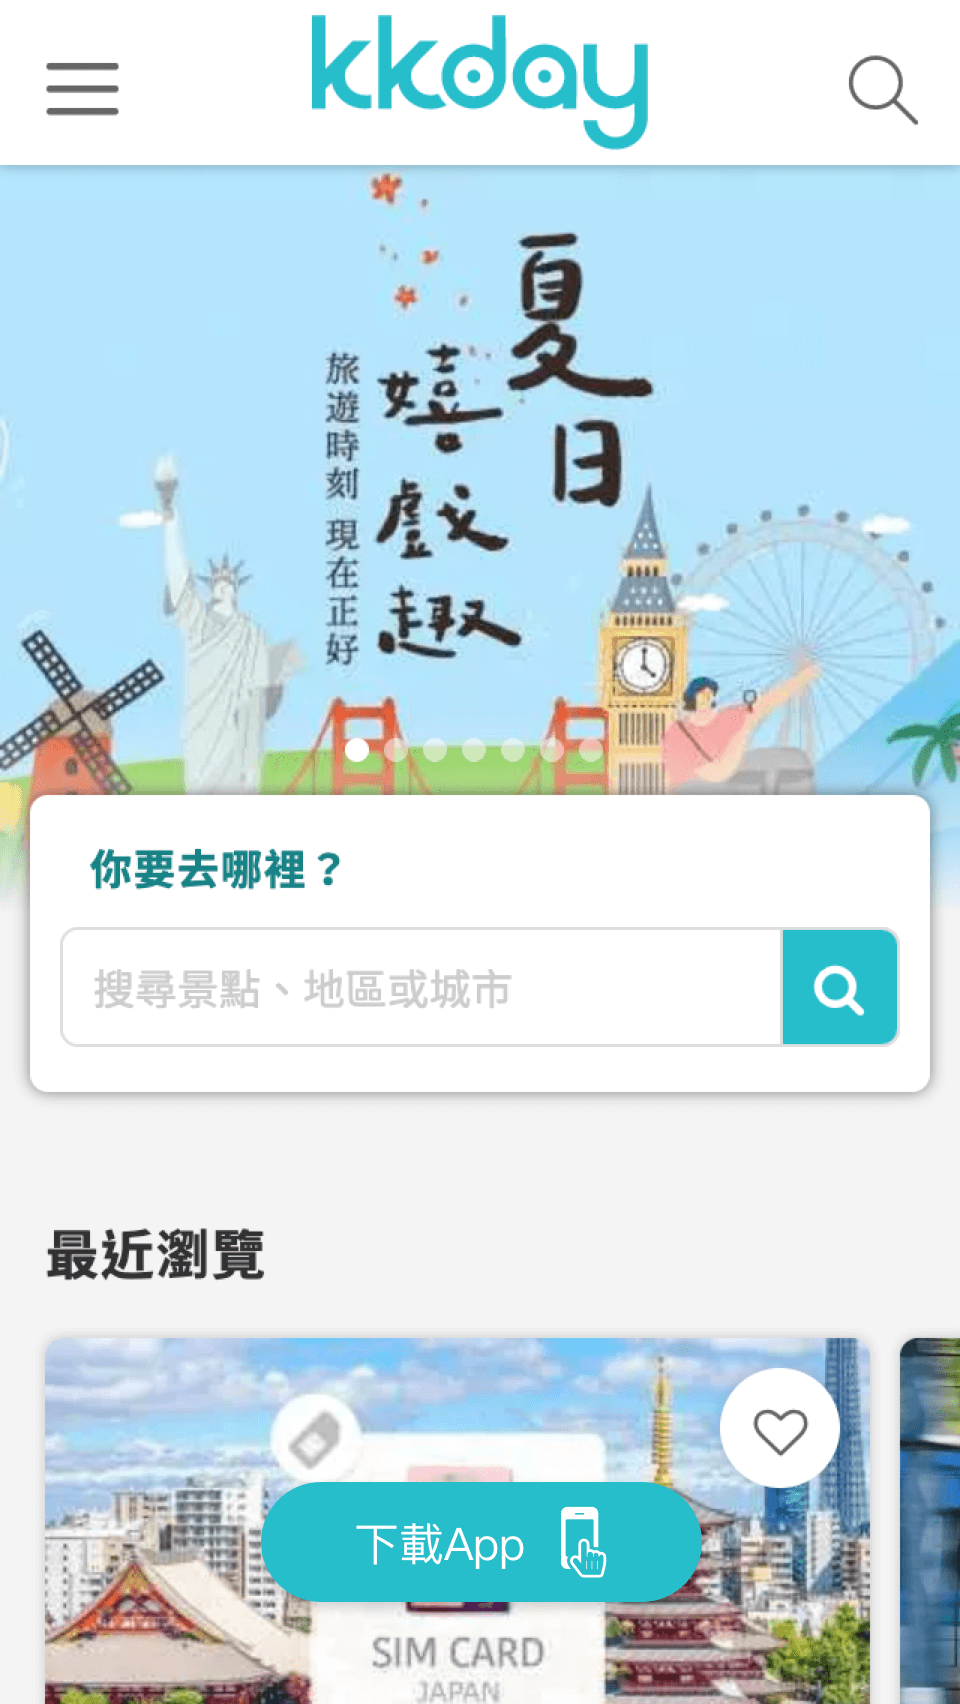 kkday
夏日
嬉戲趣
旅遊時刻 現在正好
你要去哪裡？
搜尋景點、地區或城市
最近瀏覽
下載App
SIM CARD
JAPAN